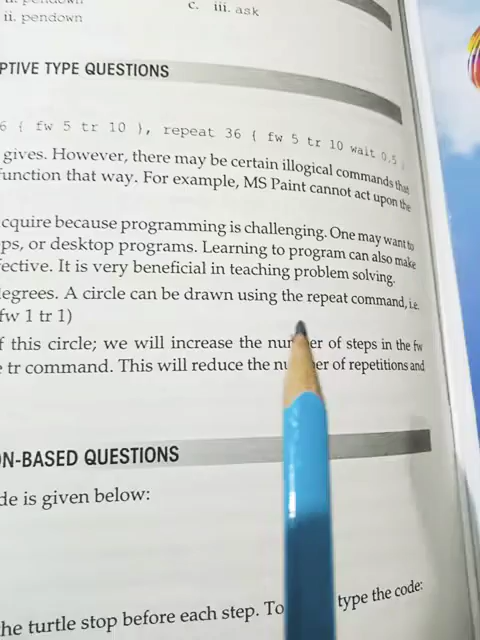 ii. pendown
c. iii. ask
PTIVE TYPE QUESTIONS
6 { fw 5 tr 10 }, repeat 36 { fw 5 tr 10 wait 0.5
gives. However, there may be certain illogical commands that
unction that way. For example, MS Paint cannot act upon the
cquire because programming is challenging. One may want to
ps, or desktop programs. Learning to program can also make
ective. It is very beneficial in teaching problem solving.
legrees. A circle can be drawn using the repeat command, i.e.
fw 1 tr 1)
f this circle; we will increase the nu er of steps in the fw
e tr command. This will reduce the nu er of repetitions and
N-BASED QUESTIONS
de is given below:
he turtle stop before each step. To type the code: